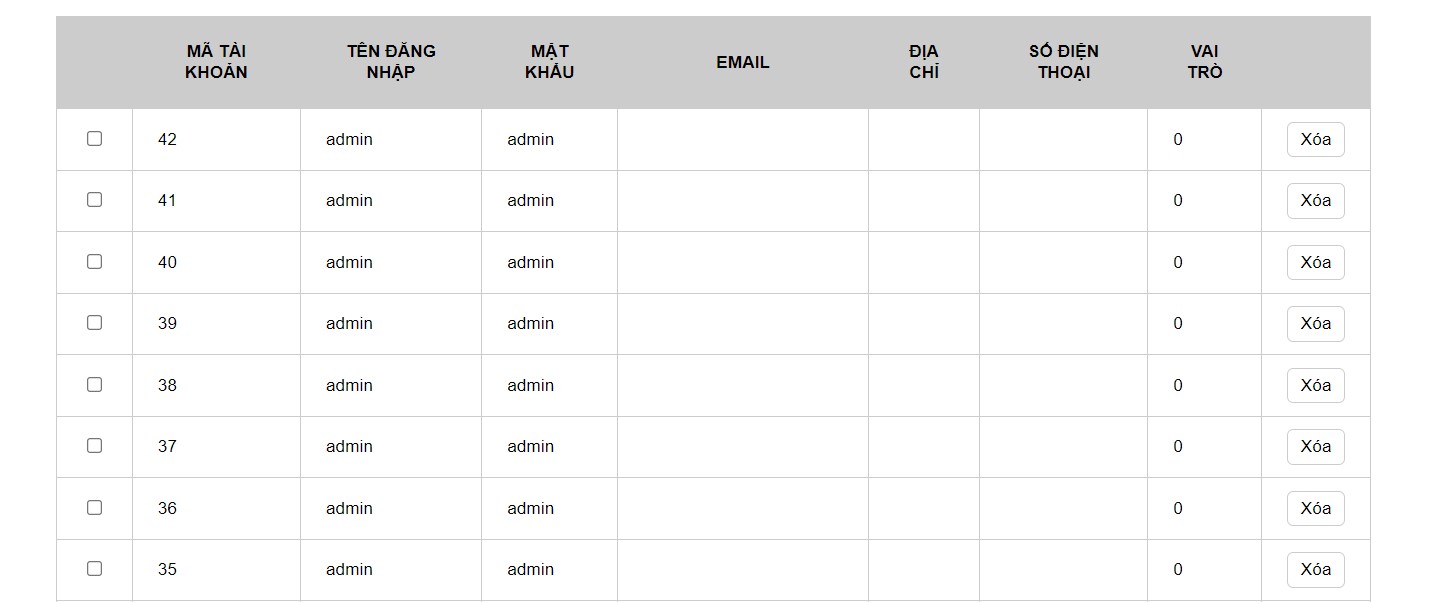 MÃ TÀI
KHOẢN
TÊN ĐĂNG
NHẬP
MẬT
KHẨU
EMAIL
ĐỊA
CHỈ
SỐ ĐIỆN
THOẠI
VAI
TRÒ
42 admin admin 0 Xóa
41 admin admin 0 Xóa
40 admin admin 0 Xóa
39 admin admin 0 Xóa
38 admin admin 0 Xóa
37 admin admin 0 Xóa
36 admin admin 0 Xóa
35 admin admin 0 Xóa